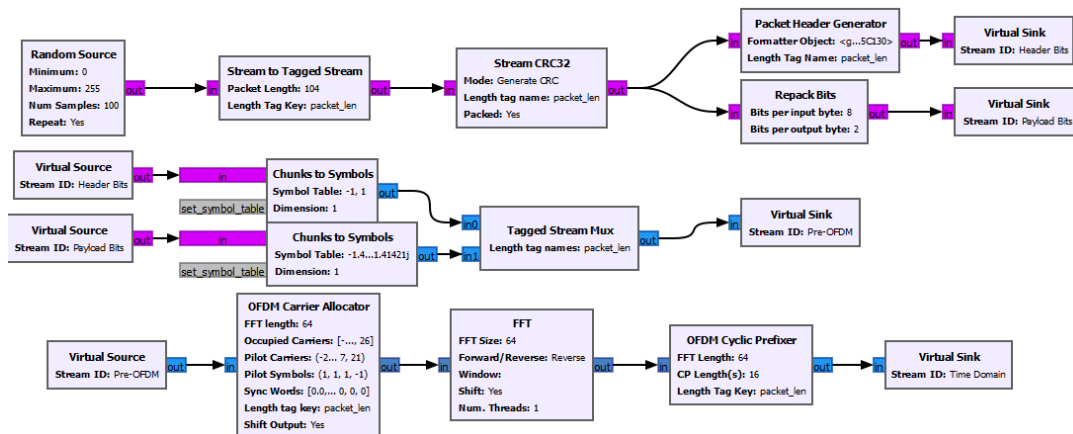 Random Source
Minimum: 0
Maximum: 255
Num Samples: 100
Repeat: Yes
out
in
Stream to Tagged Stream
Packet Length: 104
Length Tag Key: packet_len
out
in
Stream CRC32
Mode: Generate CRC
Length tag name: packet_len
Packed: Yes
out
in
Packet Header Generator
Formatter Object: <g...5C130>
Length Tag Name: packet_len
out
in
Virtual Sink
Stream ID: Header Bits
in
Repack Bits
Bits per input byte: 8
Bits per output byte: 2
out
in
Virtual Sink
Stream ID: Payload Bits
Virtual Source
Stream ID: Header Bits
out
in
set_symbol_table
Chunks to Symbols
Symbol Table: -1, 1
Dimension: 1
out
Virtual Source
Stream ID: Payload Bits
out
in
set_symbol_table
Chunks to Symbols
Symbol Table: -1.4...1.41421j
Dimension: 1
out
in0
in1
Tagged Stream Mux
Length tag names: packet_len
out
in
Virtual Sink
Stream ID: Pre-OFDM
Virtual Source
Stream ID: Pre-OFDM
out
in
OFDM Carrier Allocator
FFT length: 64
Occupied Carriers: [-..., 26]
Pilot Carriers: (-2... 7, 21)
Pilot Symbols: (1, 1, 1, -1)
Sync Words: [0.0,... 0, 0, 0]
Length tag key: packet_len
Shift Output: Yes
out
in
FFT
FFT Size: 64
Forward/Reverse: Reverse
Window:
Shift: Yes
Num. Threads: 1
out
in
OFDM Cyclic Prefixer
FFT Length: 64
CP Length(s): 16
Length Tag Key: packet_len
out
in
Virtual Sink
Stream ID: Time Domain